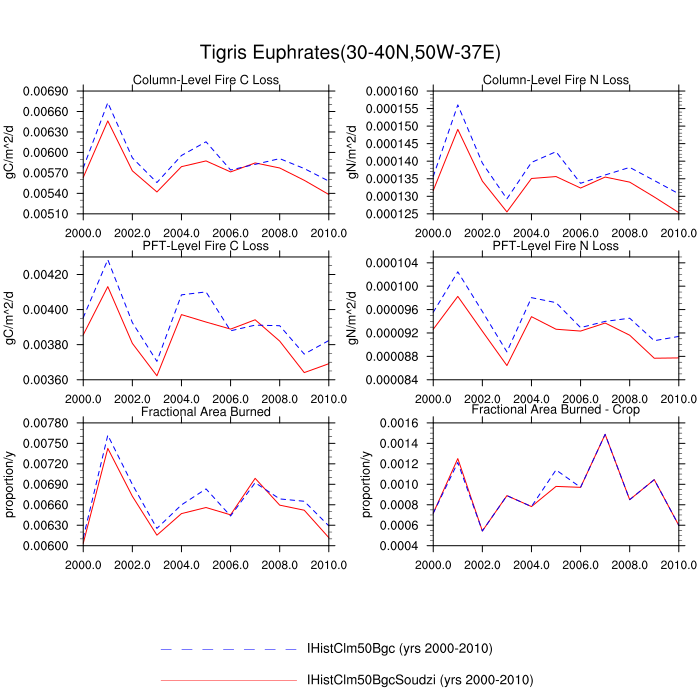 Tigris Euphrates(30-40N,50W-37E)
Column-Level Fire C Loss
Column-Level Fire N Loss
gC/m^2/d
0.00690
0.00660
0.00630
0.00600
0.00570
0.00540
0.00510
2000.0 2002.0 2004.0 2006.0 2008.0 2010.0
gN/m^2/d
0.000160
0.000155
0.000150
0.000145
0.000140
0.000135
0.000130
0.000125
2000.0 2002.0 2004.0 2006.0 2008.0 2010.0
PFT-Level Fire C Loss
PFT-Level Fire N Loss
gC/m^2/d
0.00420
0.00400
0.00380
0.00360
2000.0 2002.0 2004.0 2006.0 2008.0 2010.0
gN/m^2/d
0.000104
0.000100
0.000096
0.000092
0.000088
0.000084
2000.0 2002.0 2004.0 2006.0 2008.0 2010.0
Fractional Area Burned
Fractional Area Burned - Crop
proportion/y
0.00780
0.00750
0.00720
0.00690
0.00660
0.00630
0.00600
2000.0 2002.0 2004.0 2006.0 2008.0 2010.0
proportion/y
0.0016
0.0014
0.0012
0.0010
0.0008
0.0006
0.0004
2000.0 2002.0 2004.0 2006.0 2008.0 2010.0
IHistClm50Bgc (yrs 2000-2010)
IHistClm50BgcSoudzi (yrs 2000-2010)